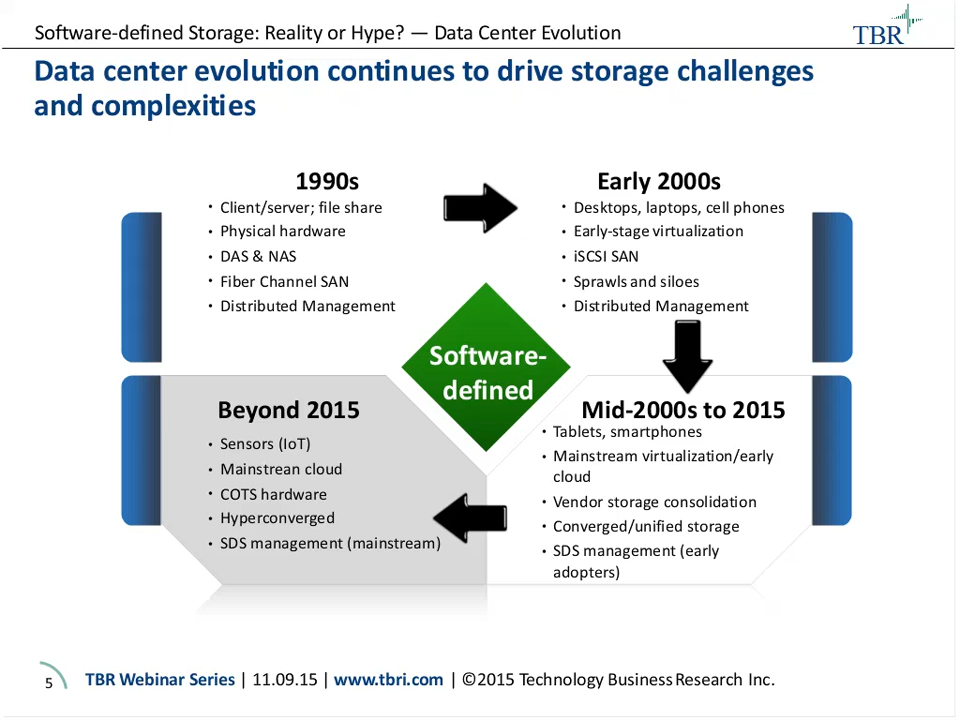 Software-defined Storage: Reality or Hype? — Data Center Evolution
TBR
Data center evolution continues to drive storage challenges
and complexities
1990s
• Client/server; file share
• Physical hardware
• DAS & NAS
• Fiber Channel SAN
• Distributed Management
Early 2000s
• Desktops, laptops, cell phones
• Early-stage virtualization
• iSCSI SAN
• Sprawls and siloes
• Distributed Management
Software-
defined
Beyond 2015
• Sensors (IoT)
• Mainstrean cloud
• COTS hardware
• Hyperconverged
• SDS management (mainstream)
Mid-2000s to 2015
• Tablets, smartphones
• Mainstream virtualization/early
cloud
• Vendor storage consolidation
• Converged/unified storage
• SDS management (early
adopters)
5
TBR Webinar Series | 11.09.15 | www.tbri.com | ©2015 Technology Business Research Inc.